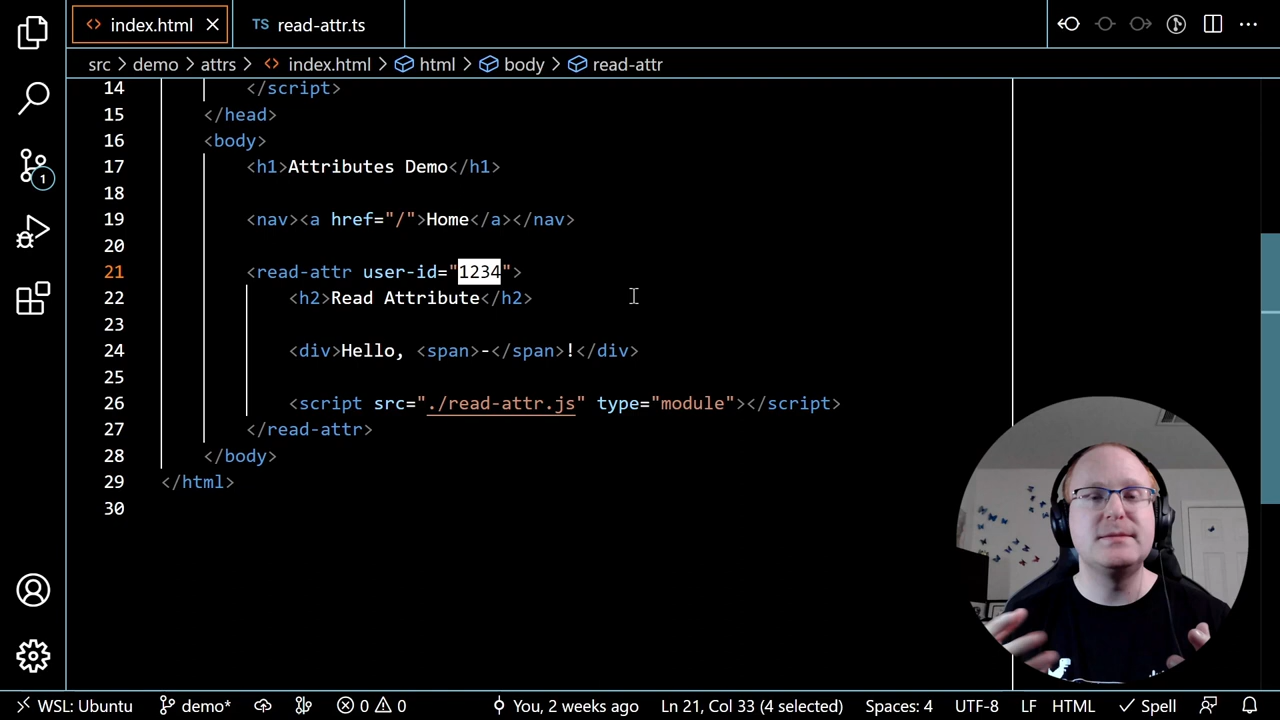 index.html
TS read-attr.ts
src > demo > attrs > index.html > html > body > read-attr
14 </script>
15 </head>
16 <body>
17 <h1>Attributes Demo</h1>
18
19 <nav><a href="/">Home</a></nav>
20
21 <read-attr user-id="1234">
22 <h2>Read Attribute</h2>
23
24 <div>Hello, <span>-</span>!</div>
25
26 <script src="./read-attr.js" type="module"></script>
27 </read-attr>
28 </body>
29 </html>
30
1
WSL: Ubuntu demo* 0 0 You, 2 weeks ago Ln 21, Col 33 (4 selected) Spaces: 4 UTF-8 LF HTML Spell